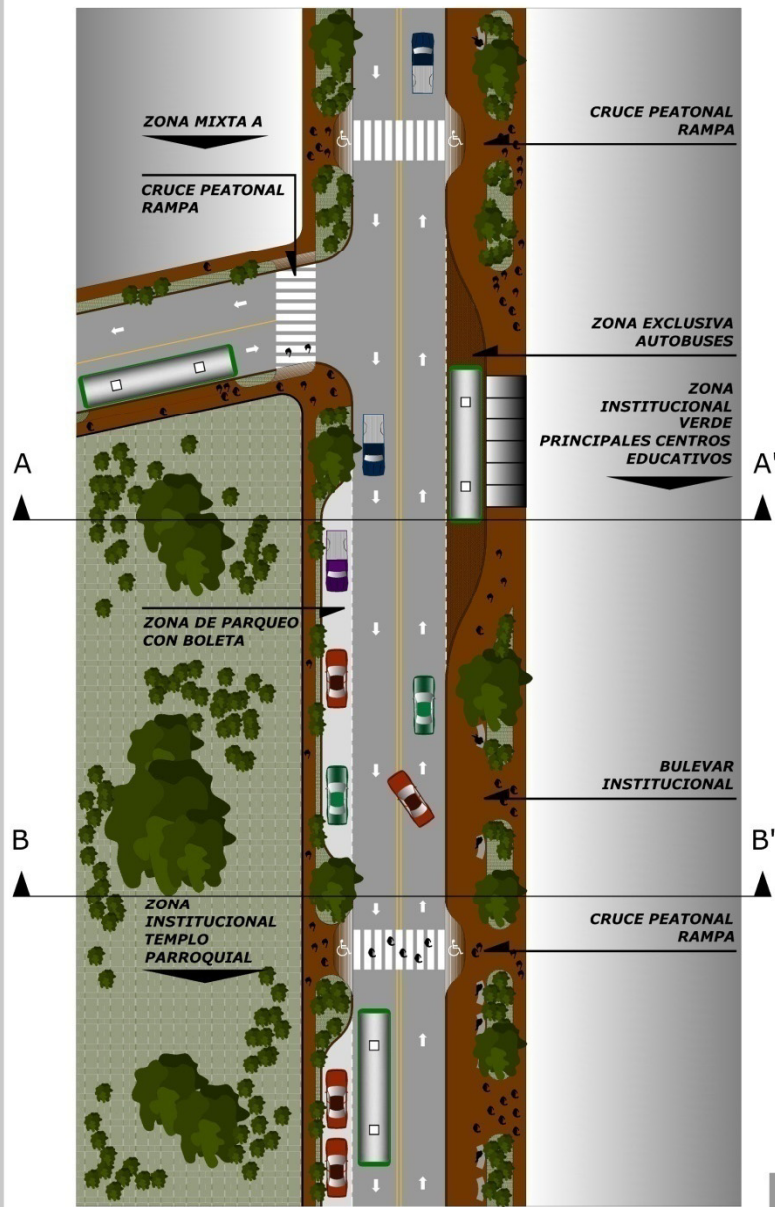 ZONA MIXTA A
CRUCE PEATONAL
RAMPA
CRUCE PEATONAL
RAMPA
ZONA EXCLUSIVA
AUTOBUSES
ZONA
INSTITUCIONAL
VERDE
PRINCIPALES CENTROS
EDUCATIVOS
A
A'
ZONA DE PARQUEO
CON BOLETA
BULEVAR
INSTITUCIONAL
B
B'
ZONA
INSTITUCIONAL
TEMPLO
PARROQUIAL
CRUCE PEATONAL
RAMPA